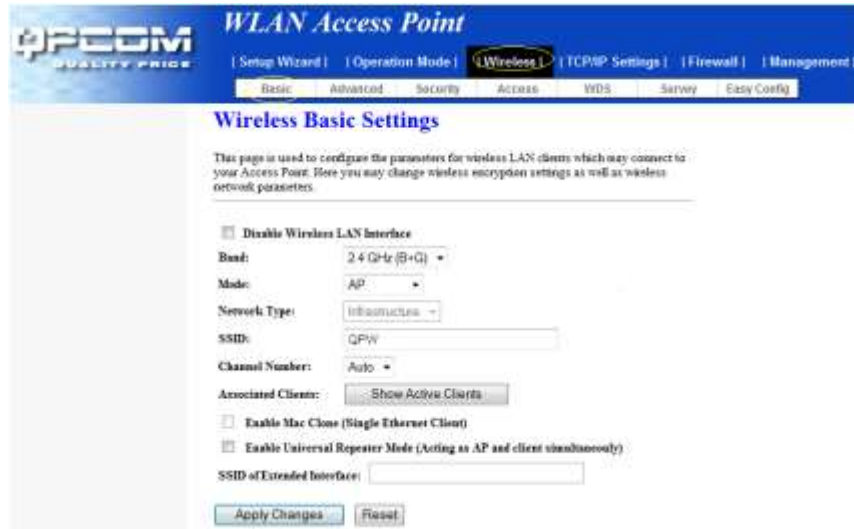 WLAN Access Point
QPCOM
QUALITY PRICE
| Setup Wizard | | Operation Mode | | Wireless | | TCP/IP Settings | | Firewall | | Management
Basic Advanced Security Access WDS Survey Easy Config
Wireless Basic Settings
This page is used to configure the parameters for wireless LAN clients which may connect to
your Access Point. Here you may change wireless encryption settings as well as wireless
network parameters.
Disable Wireless LAN Interface
Band: 2.4 GHz (B+G)
Mode: AP
Network Type: Infrastructure
SSID: QPW
Channel Number: Auto
Associated Clients: Show Active Clients
Enable Mac Clone (Single Ethernet Client)
Enable Universal Repeater Mode (Acting as AP and client simultaneouly)
SSID of Extended Interface:
Apply Changes Reset